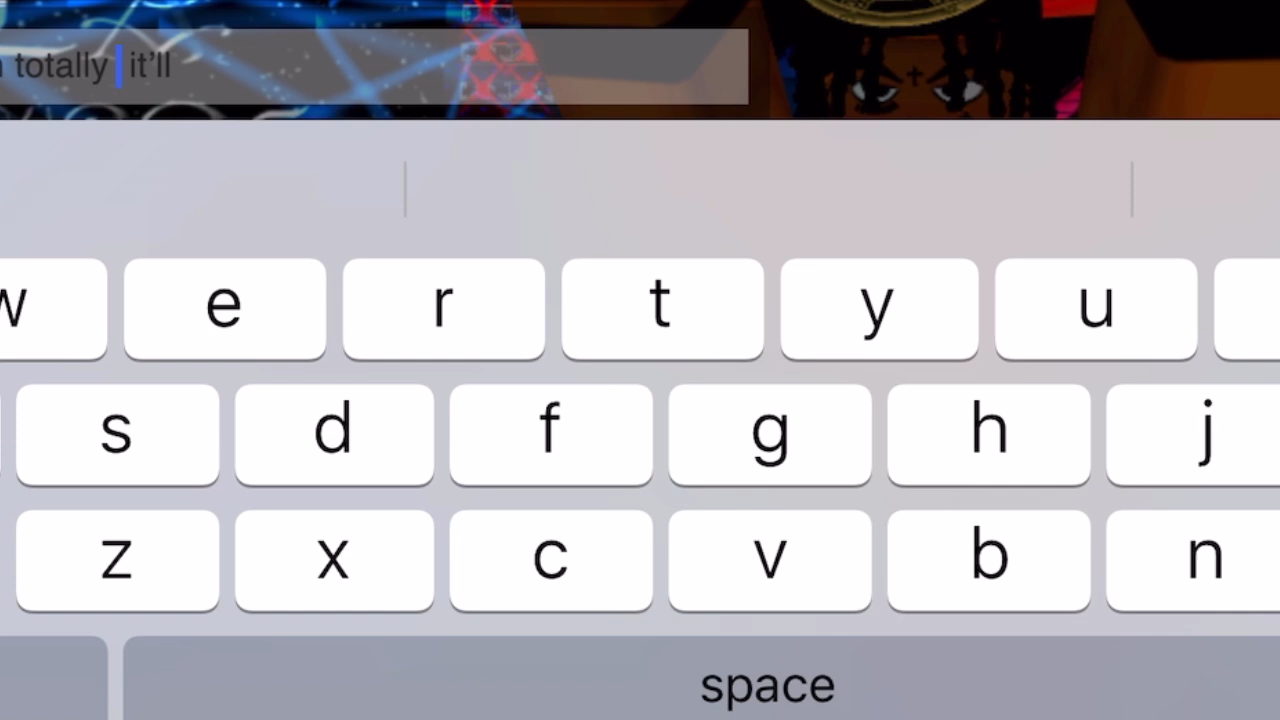 totally it'll
w e r t y u
s d f g h j
z x c v b n
space